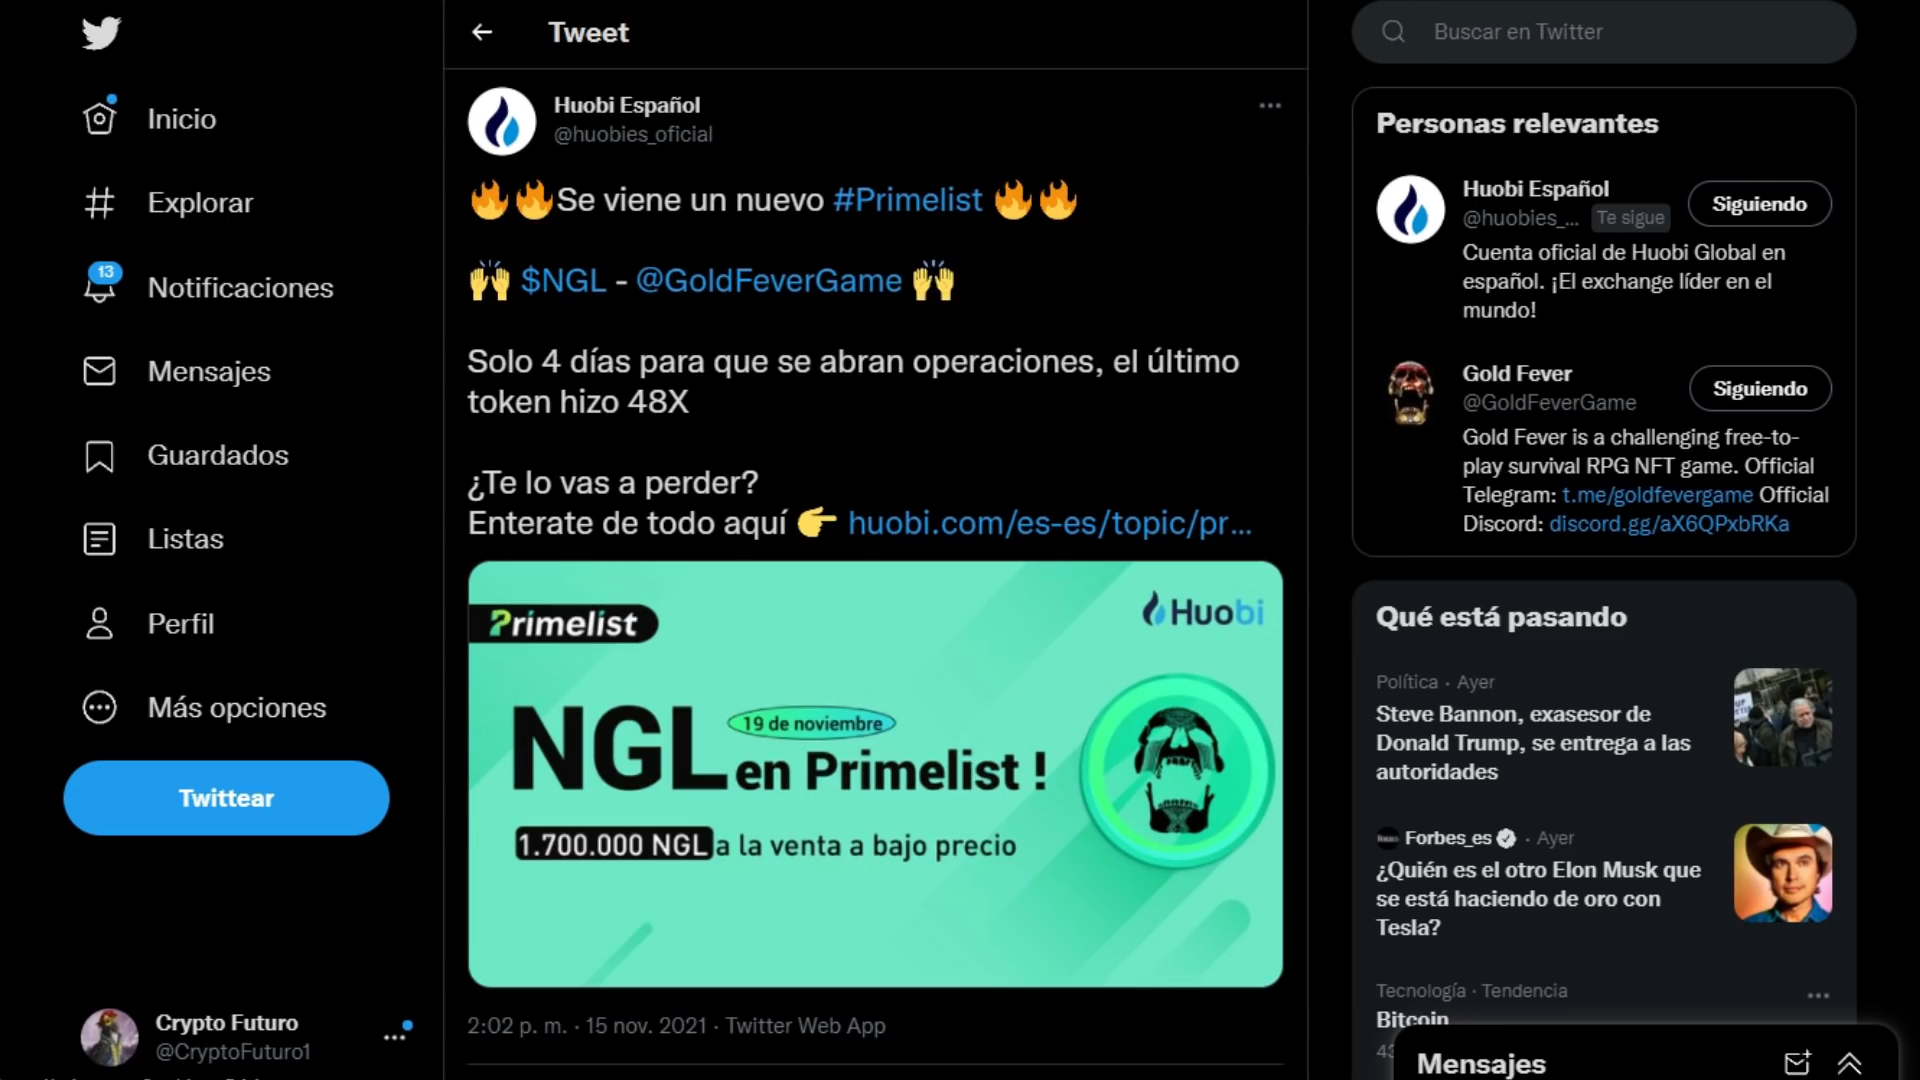 Inicio
Explorar
13
Notificaciones
Mensajes
Guardados
Listas
Perfil
Más opciones
Twittear
Crypto Futuro
@CryptoFuturo1
Tweet
Huobi Español
@huobies_oficial
🔥🔥Se viene un nuevo #Primelist 🔥🔥
🙌 $NGL - @GoldFeverGame 🙌
Solo 4 días para que se abran operaciones, el último
token hizo 48X
¿Te lo vas a perder?
Enterate de todo aquí 👉 huobi.com/es-es/topic/pr...
Primelist
Huobi
NGL
19 de noviembre
en Primelist !
1.700.000 NGL a la venta a bajo precio
2:02 p. m. · 15 nov. 2021 · Twitter Web App
Buscar en Twitter
Personas relevantes
Huobi Español
@huobies_... Te sigue
Siguiendo
Cuenta oficial de Huobi Global en
español. ¡El exchange líder en el
mundo!
Gold Fever
@GoldFeverGame
Siguiendo
Gold Fever is a challenging free-to-
play survival RPG NFT game. Official
Telegram: t.me/goldfevergame Official
Discord: discord.gg/aX6QPxbRKa
Qué está pasando
Política · Ayer
Steve Bannon, exasesor de
Donald Trump, se entrega a las
autoridades
Forbes_es · Ayer
¿Quién es el otro Elon Musk que
se está haciendo de oro con
Tesla?
Tecnología · Tendencia
Bitcoin
Mensajes